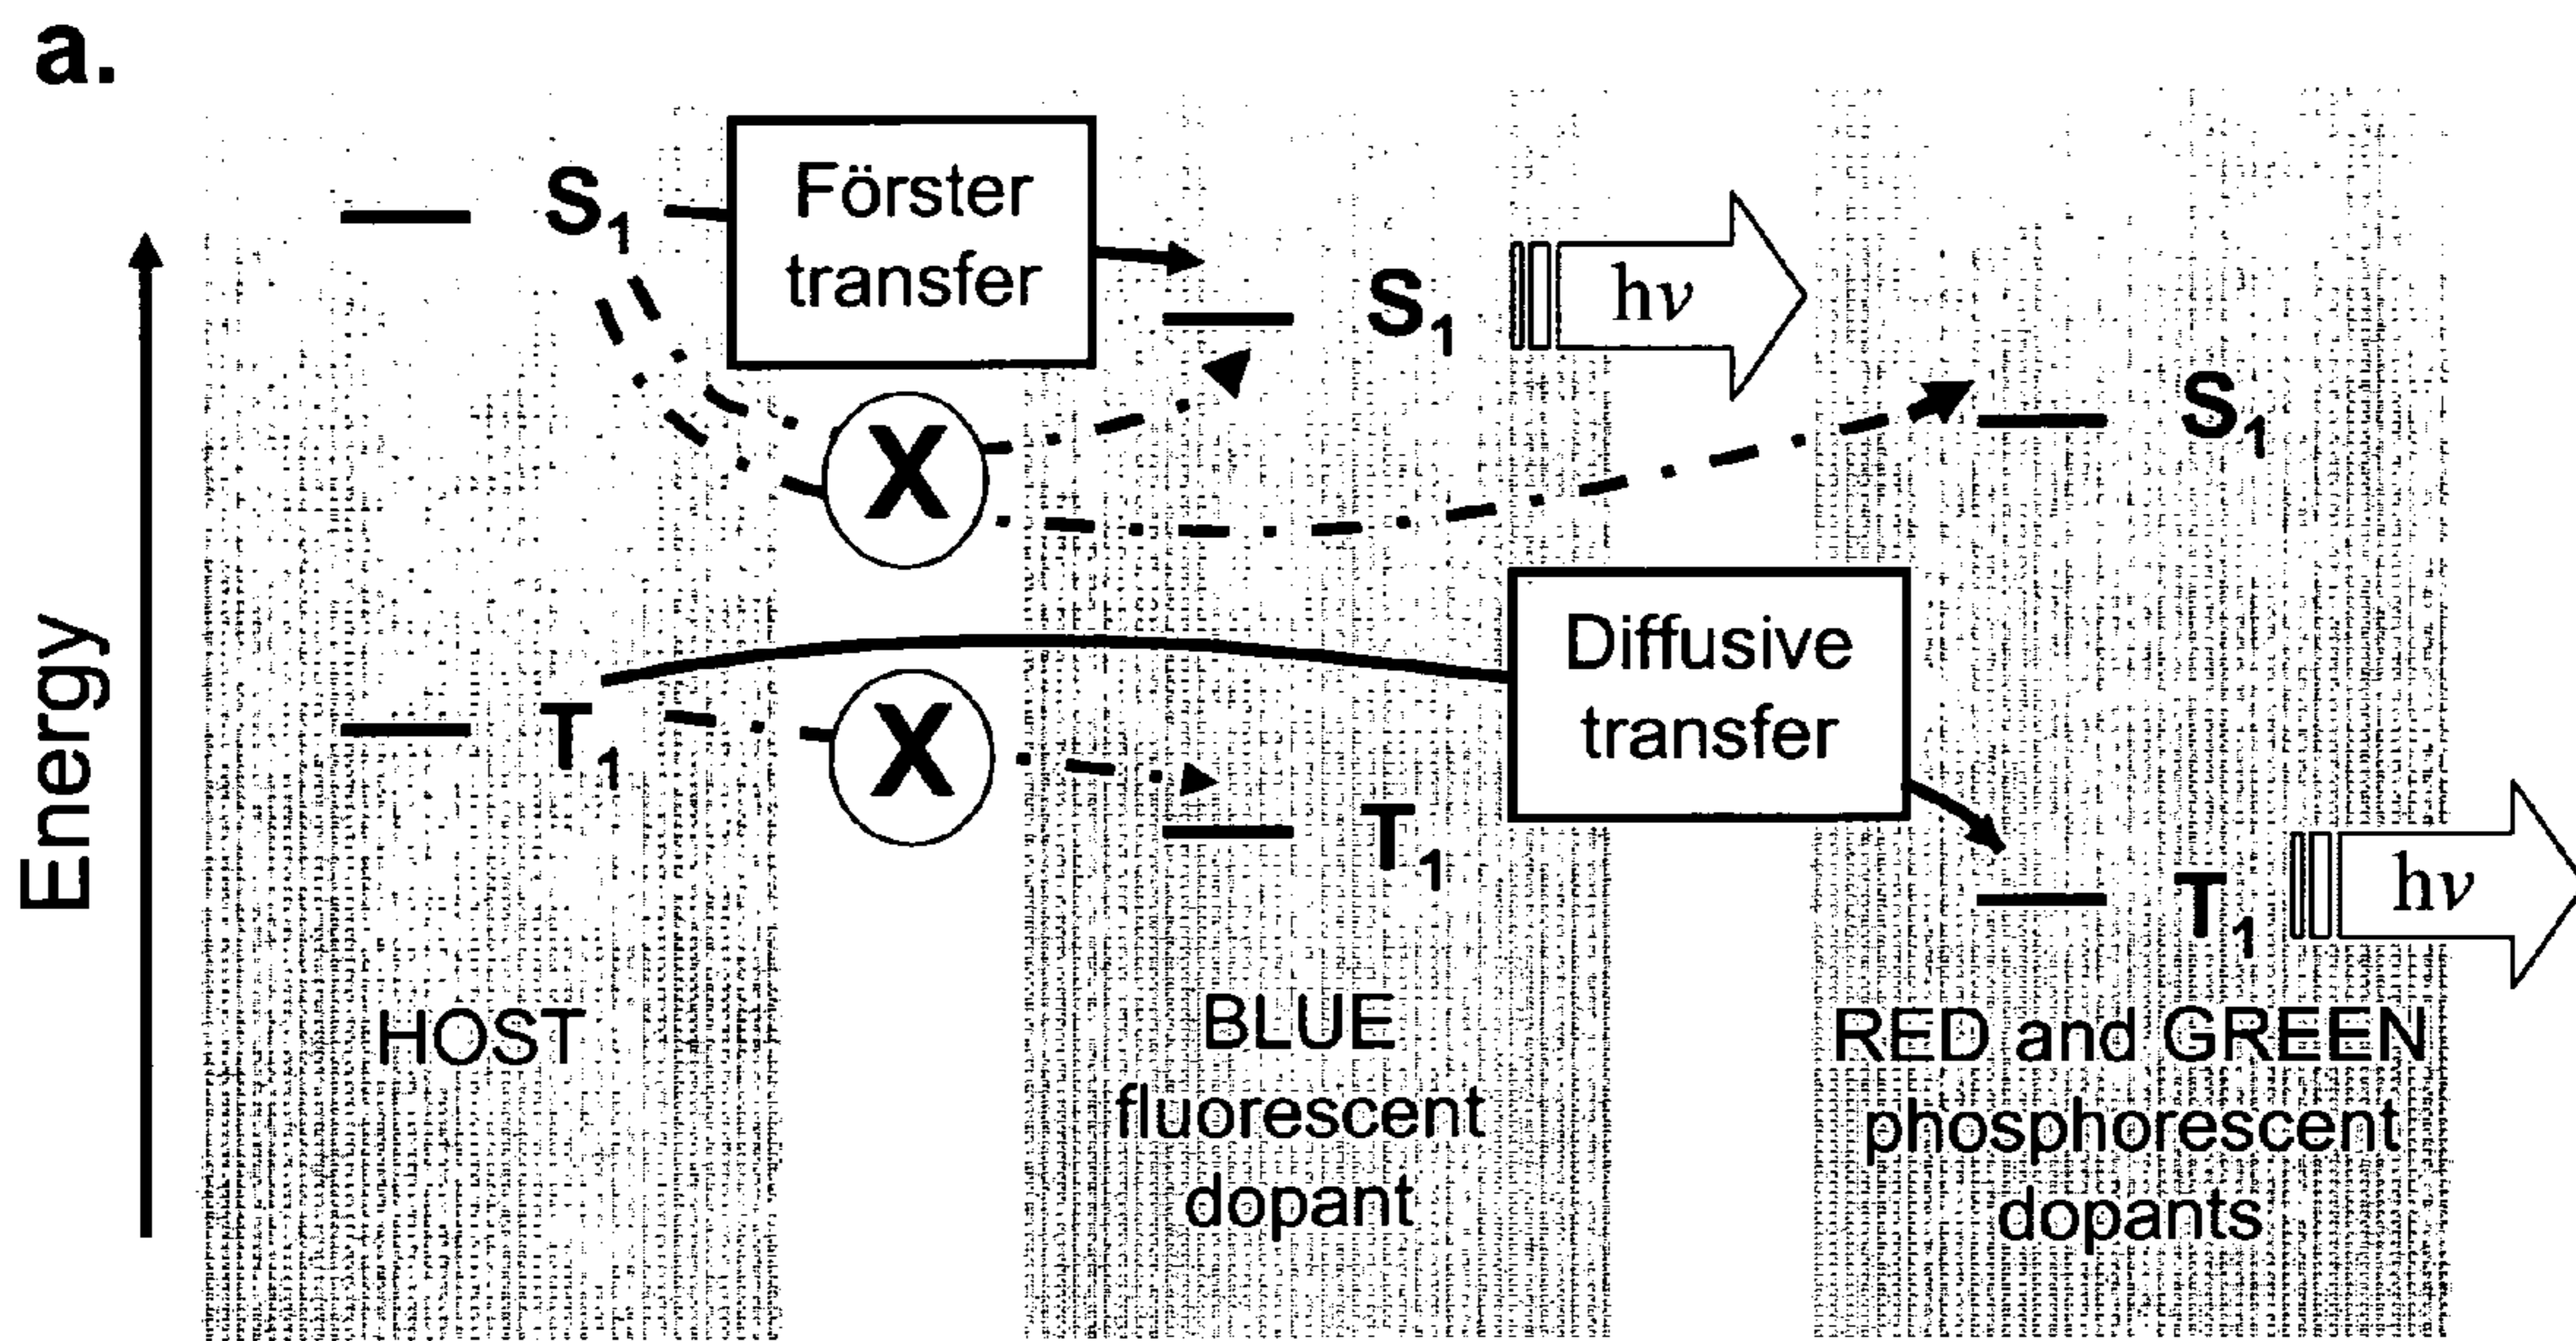 a.
Energy
S1
Förster
transfer
S1
hν
S1
X
T1
X
T1
Diffusive
transfer
T1
hν
HOST
BLUE
fluorescent
dopant
RED and GREEN
phosphorescent
dopants